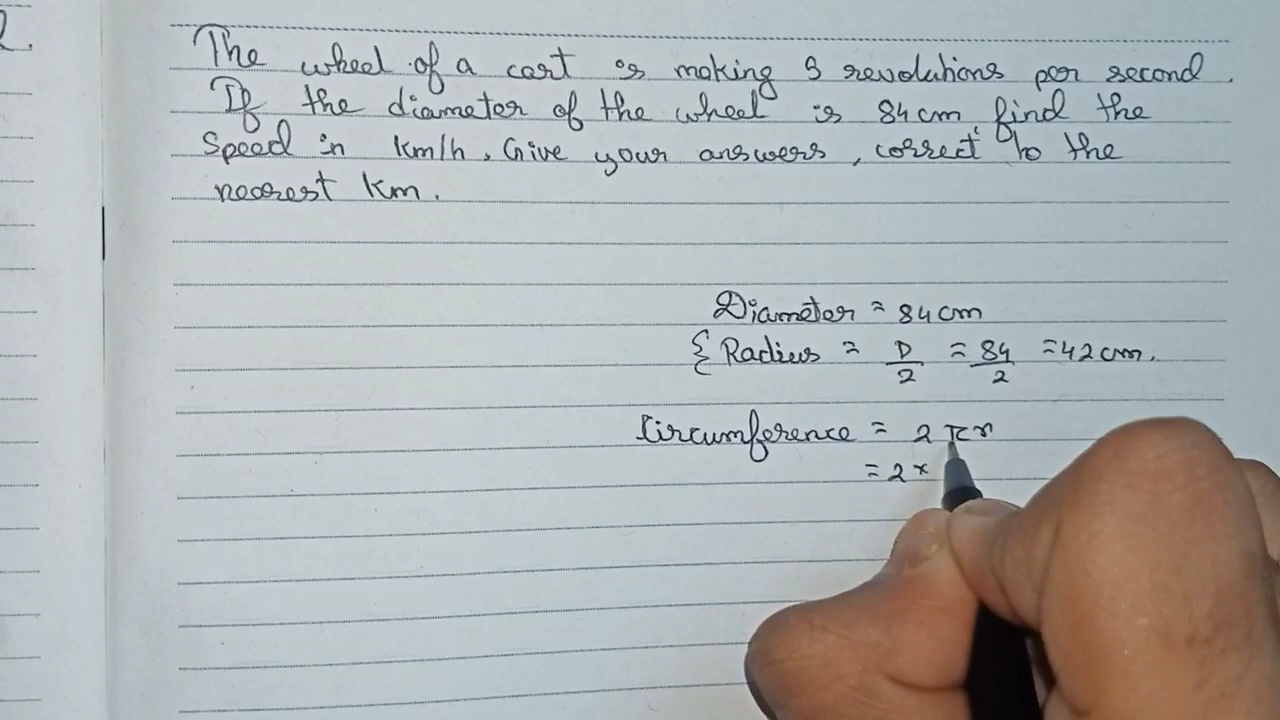 2.
The wheel of a cart is making 5 revolutions per second.
If the diameter of the wheel is 84 cm find the
speed in km/h. Give your answers, correct to the
nearest km.
Diameter = 84 cm
{ Radius = D/2 = 84/2 = 42 cm.
Circumference = 2πr
= 2×